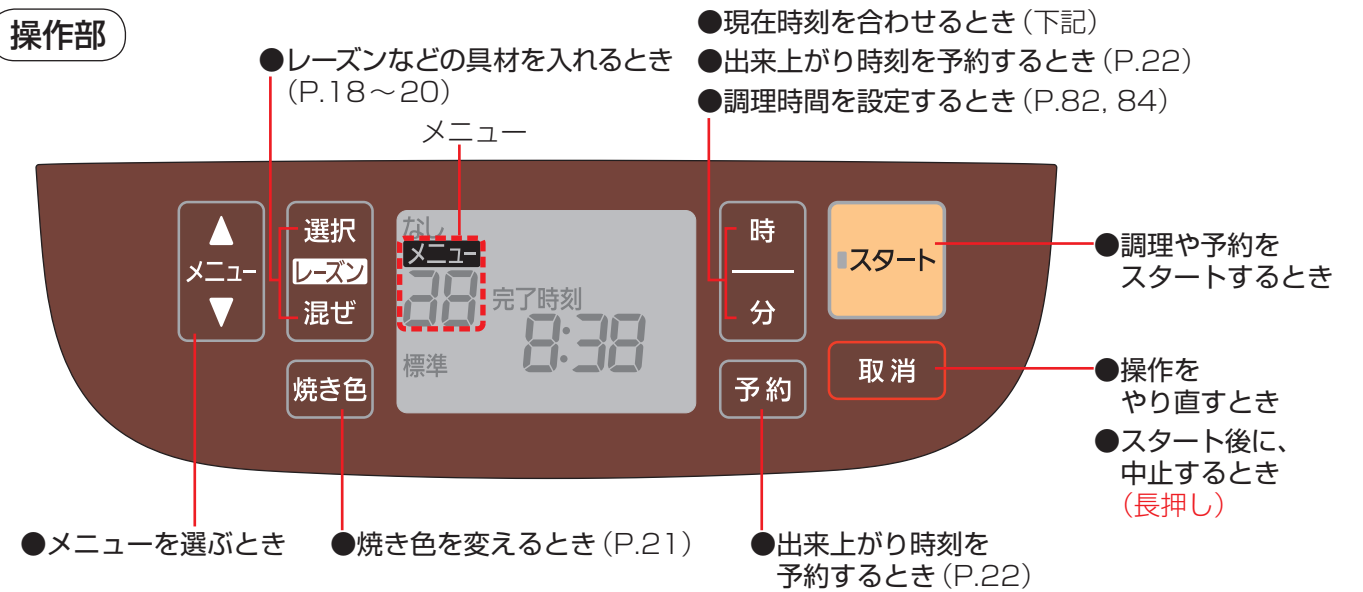 操作部
●現在時刻を合わせるとき（下記）
●レーズンなどの具材を入れるとき
（P.18～20）
●出来上がり時刻を予約するとき（P.22）
●調理時間を設定するとき（P.82, 84）
メニュー
▲
メニュー
▼
選択
レーズン
混ぜ
焼き色
なし
メニュー
38
完了時刻
8:38
標準
時
分
予約
スタート
取消
●調理や予約を
スタートするとき
●操作を
やり直すとき
●スタート後に、
中止するとき
（長押し）
●メニューを選ぶとき
●焼き色を変えるとき（P.21）
●出来上がり時刻を
予約するとき（P.22）